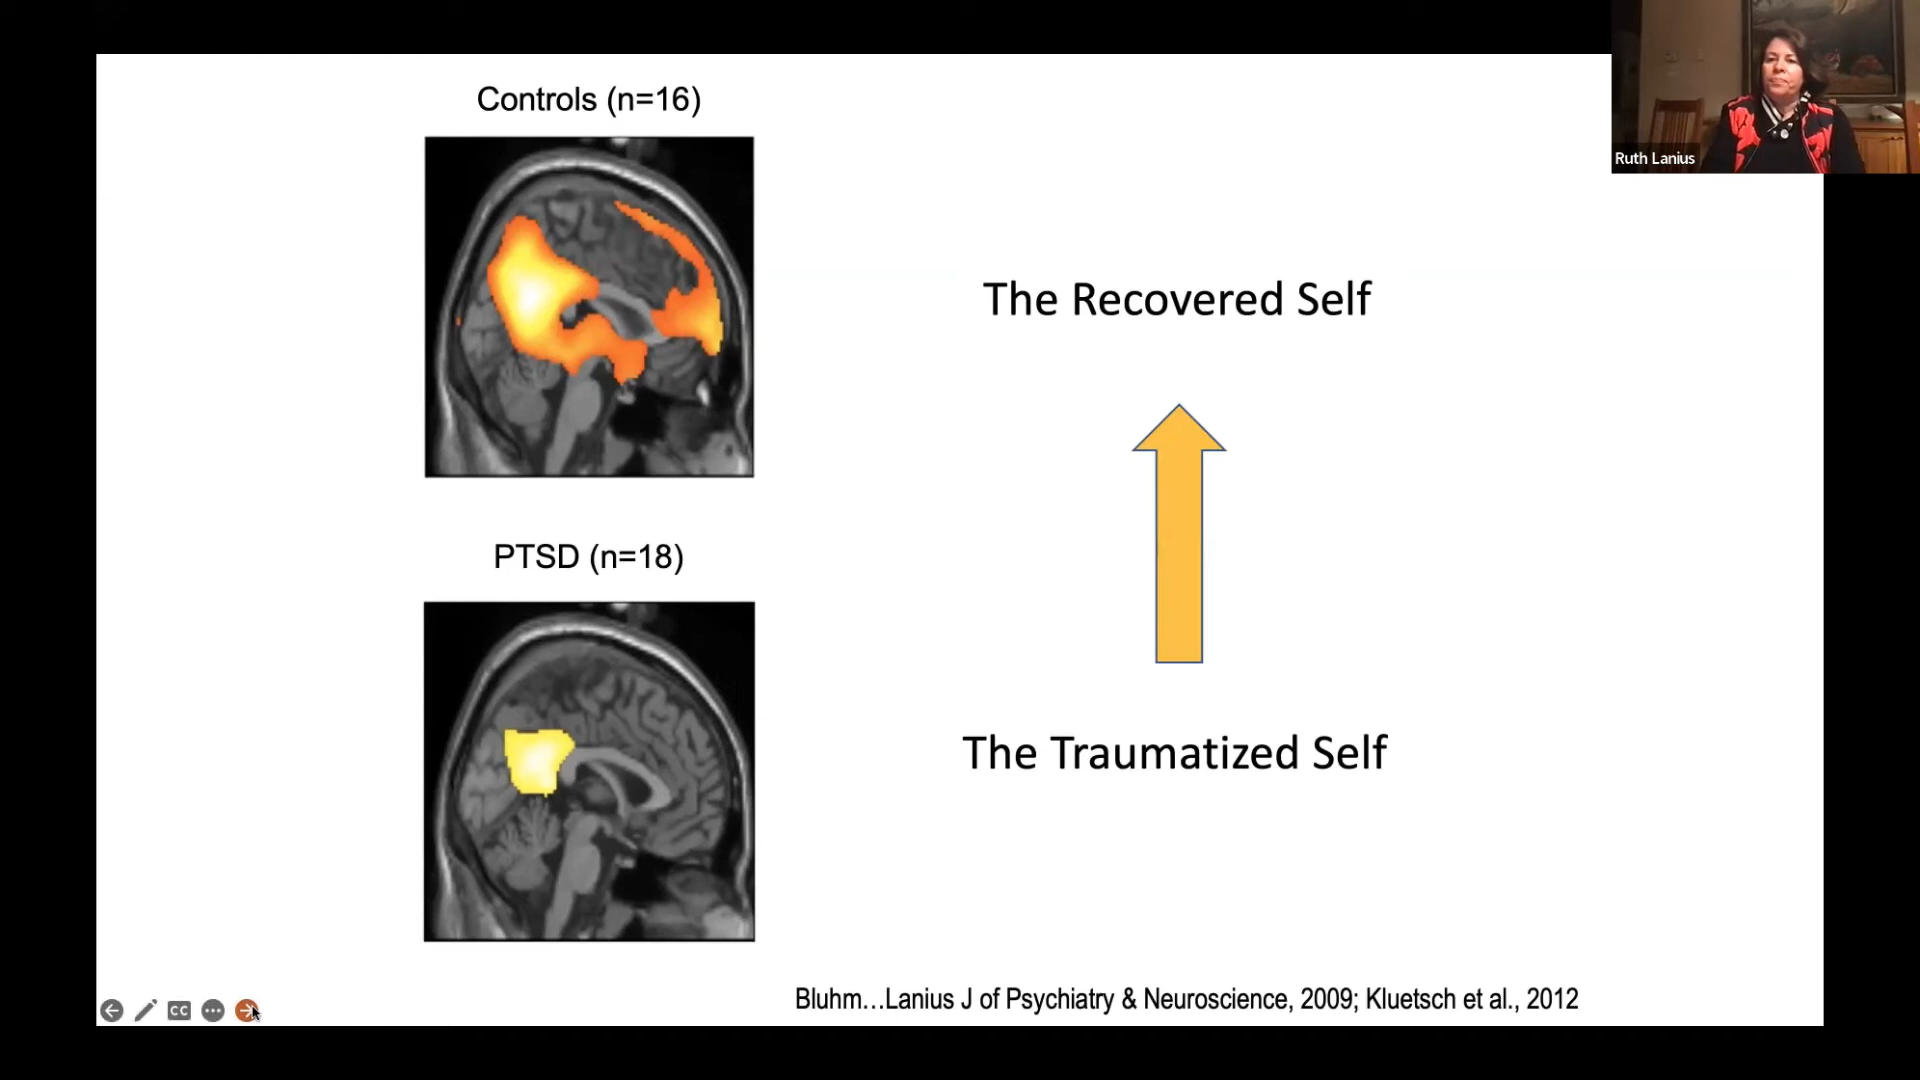 Controls (n=16)
Ruth Lanius
The Recovered Self
PTSD (n=18)
The Traumatized Self
Bluhm...Lanius J of Psychiatry & Neuroscience, 2009; Kluetsch et al., 2012
CC